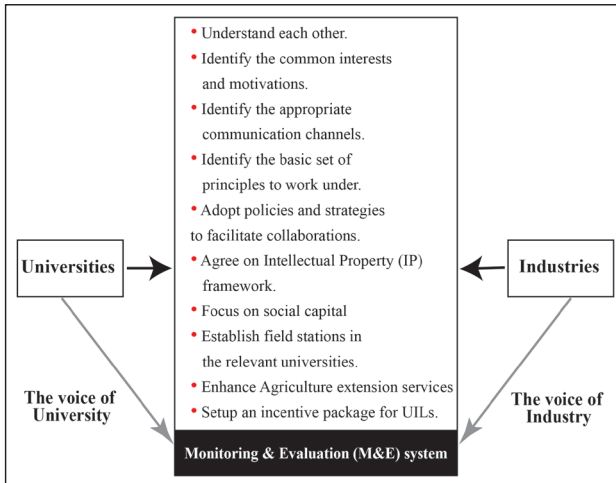 • Understand each other.
• Identify the common interests
and motivations.
• Identify the appropriate
communication channels.
• Identify the basic set of
principles to work under.
• Adopt policies and strategies
to facilitate collaborations.
• Agree on Intellectual Property (IP)
framework.
• Focus on social capital
• Establish field stations in
the relevant universities.
• Enhance Agriculture extension services
• Setup an incentive package for UILs.
Monitoring & Evaluation (M&E) system
Universities
Industries
The voice of
University
The voice of
Industry